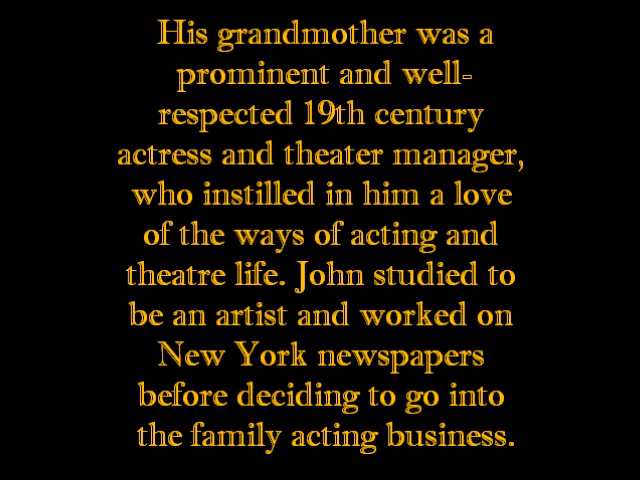 His grandmother was a
prominent and well-
respected 19th century
actress and theater manager,
who instilled in him a love
of the ways of acting and
theatre life. John studied to
be an artist and worked on
New York newspapers
before deciding to go into
the family acting business.